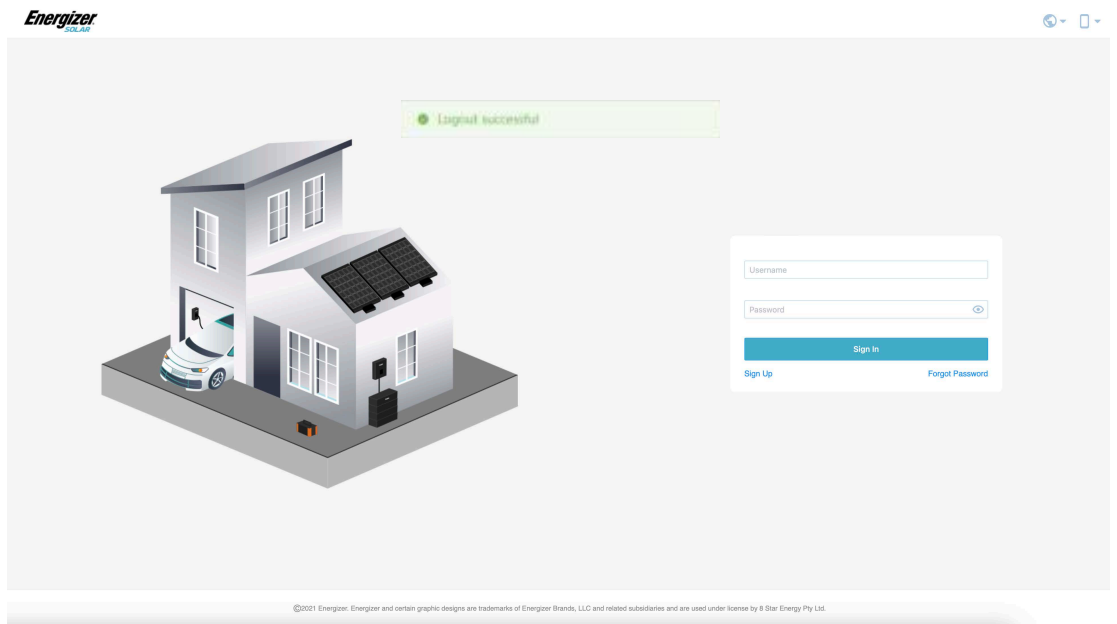 Energizer
SOLAR
Logout successful
Username
Password
Sign In
Sign Up
Forgot Password
©2021 Energizer. Energizer and certain graphic designs are trademarks of Energizer Brands, LLC and related subsidiaries and are used under license by 8 Star Energy Pty Ltd.